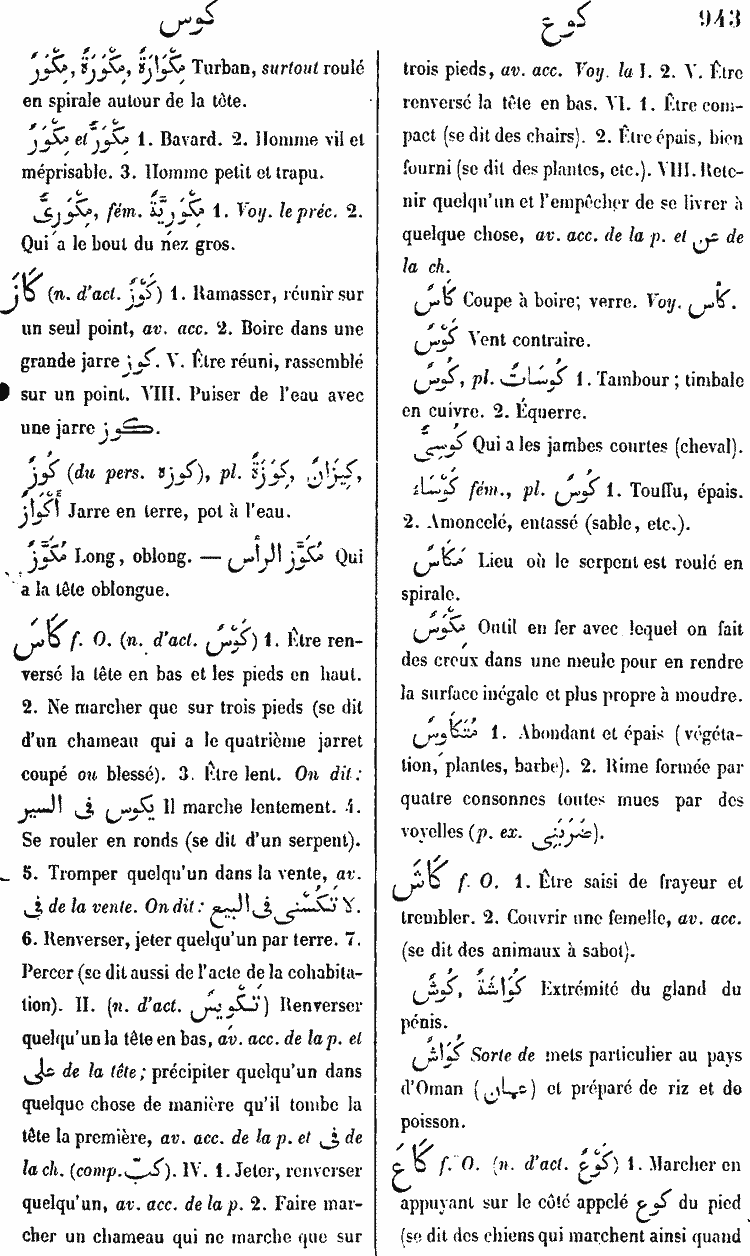 كوس
كوع
943
مِكْوَرٌ, مِكْوَرَةٌ, مِكْوَارَةٌ Turban, surtout roulé
en spirale autour de la tête.
مِكْوَرٌّ et مِكْوَرٌ 1. Bavard. 2. Homme vil et
méprisable. 3. Homme petit et trapu.
مِكْوَرِيٌّ, fém. مِكْوَرِيَّةٌ 1. Voy. le préc. 2.
Qui a le bout du nez gros.
كَازَ (n. d'act. كَوْزٌ) 1. Ramasser, réunir sur
un seul point, av. acc. 2. Boire dans une
grande jarre كوز. V. Être réuni, rassemblé
sur un point. VIII. Puiser de l'eau avec
une jarre كوز.
كُوزٌ (du pers. كوزه), pl. كِوَزَةٌ, كِيزَانٌ,
أَكْوَازٌ Jarre en terre, pot à l'eau.
مُكَوَّزٌ Long, oblong. — مُكَوَّز الرأس Qui
a la tête oblongue.
كَاسَ f. O. (n. d'act. كَوْسٌ) 1. Être ren-
versé la tête en bas et les pieds en haut.
2. Ne marcher que sur trois pieds (se dit
d'un chameau qui a le quatrième jarret
coupé ou blessé). 3. Être lent. On dit:
يكوس فى السير Il marche lentement. 4.
Se rouler en ronds (se dit d'un serpent).
5. Tromper quelqu'un dans la vente, av.
فى de la vente. On dit: لا تَكُسْنى فى البيع.
6. Renverser, jeter quelqu'un par terre. 7.
Percer (se dit aussi de l'acte de la cohabita-
tion). II. (n. d'act. تَكْوِيسٌ) Renverser
quelqu'un la tête en bas, av. acc. de la p. et
على de la tête; précipiter quelqu'un dans
quelque chose de manière qu'il tombe la
tête la première, av. acc. de la p. et فى de
la ch. (comp. كبّ). IV. 1. Jeter, renverser
quelqu'un, av. acc. de la p. 2. Faire mar-
cher un chameau qui ne marche que sur
trois pieds, av. acc. Voy. la I. 2. V. Être
renversé la tête en bas. VI. 1. Être com-
pact (se dit des chairs). 2. Être épais, bien
fourni (se dit des plantes, etc.). VIII. Rete-
nir quelqu'un et l'empêcher de se livrer à
quelque chose, av. acc. de la p. et عن de
la ch.
كَاسٌ Coupe à boire; verre. Voy. كأس.
كَوْسٌ Vent contraire.
كُوسٌ, pl. كُوسَاتٌ 1. Tambour; timbale
en cuivre. 2. Équerre.
كُوسِىٌّ Qui a les jambes courtes (cheval).
كَوْسَاءُ fém., pl. كُوسٌ 1. Touffu, épais.
2. Amoncelé, entassé (sable, etc.).
مَكَاسٌ Lieu où le serpent est roulé en
spirale.
مِكْوَسٌ Outil en fer avec lequel on fait
des creux dans une meule pour en rendre
la surface inégale et plus propre à moudre.
مُتَكَاوِسٌ 1. Abondant et épais (végéta-
tion, plantes, barbe). 2. Rime formée par
quatre consonnes toutes mues par des
voyelles (p. ex. ضَرَبَنِى).
كَاشَ f. O. 1. Être saisi de frayeur et
trembler. 2. Couvrir une femelle, av. acc.
(se dit des animaux à sabot).
كُوشٌ, كُوَاشَةٌ Extrémité du gland du
pénis.
كُوَاشٌ Sorte de mets particulier au pays
d'Oman (عمان) et préparé de riz et de
poisson.
كَاعَ f. O. (n. d'act. كَوْعٌ) 1. Marcher en
appuyant sur le côté appelé كوع du pied
(se dit des chiens qui marchent ainsi quand